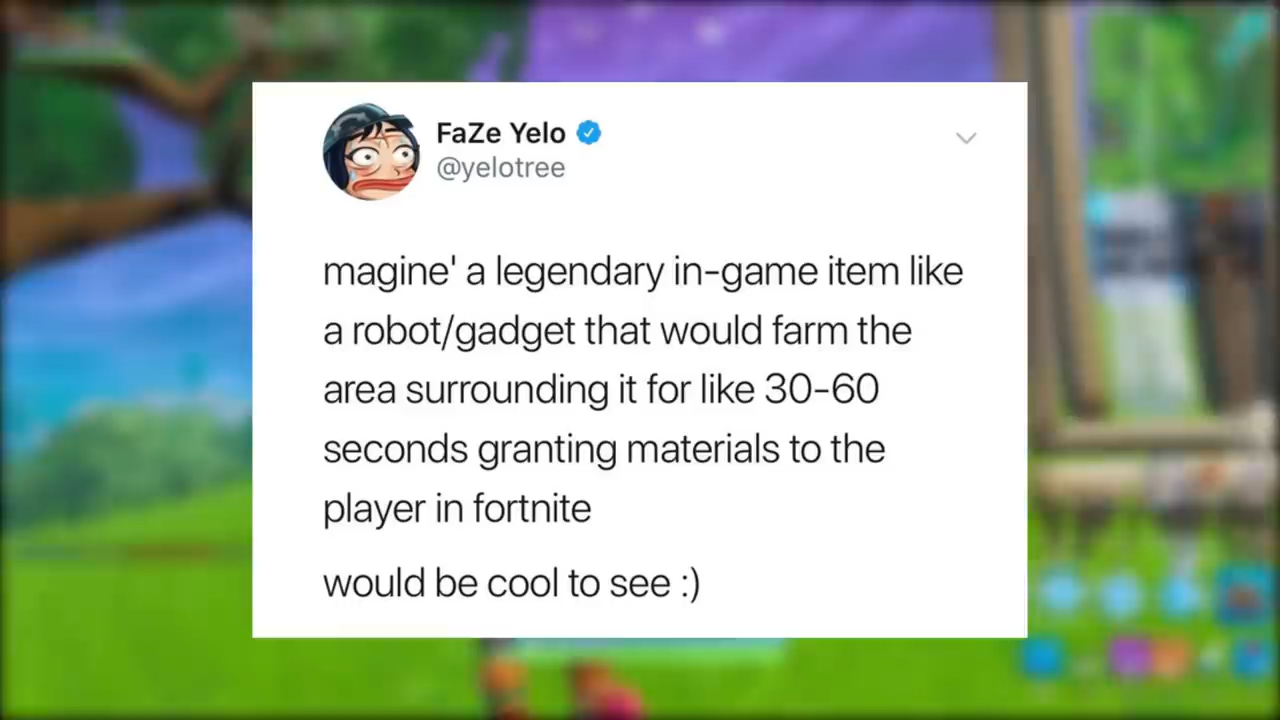 FaZe Yelo
@yelotree
magine' a legendary in-game item like
a robot/gadget that would farm the
area surrounding it for like 30-60
seconds granting materials to the
player in fortnite
would be cool to see :)